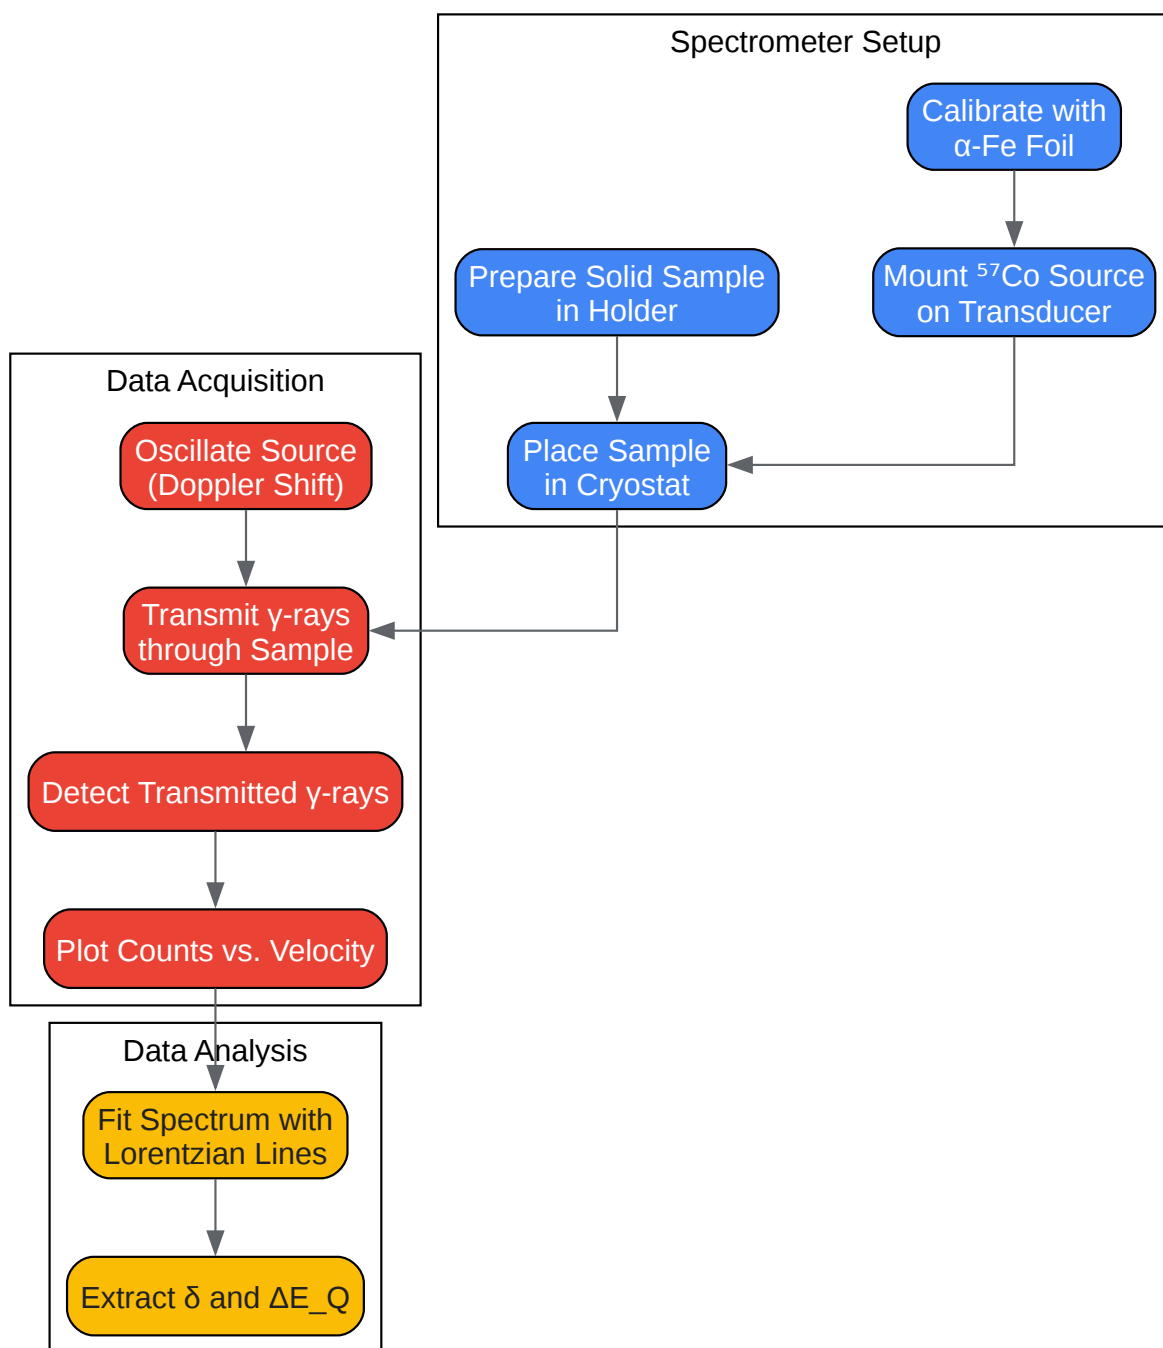 Spectrometer Setup
Calibrate with
α-Fe Foil
Prepare Solid Sample
in Holder
Mount ⁵⁷Co Source
on Transducer
Place Sample
in Cryostat
Data Acquisition
Oscillate Source
(Doppler Shift)
Transmit γ-rays
through Sample
Detect Transmitted γ-rays
Plot Counts vs. Velocity
Data Analysis
Fit Spectrum with
Lorentzian Lines
Extract δ and ΔE_Q